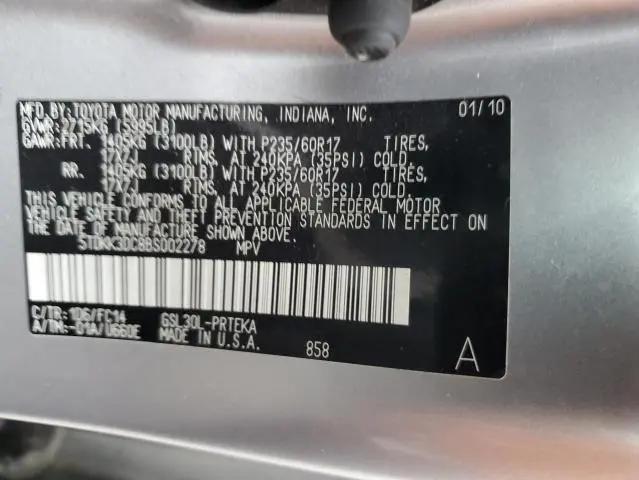 MFD.BY:TOYOTA MOTOR MANUFACTURING, INDIANA, INC. 01/10
GVWR:2715KG (5995LB)
GAWR:FRT. 1405KG (3100LB) WITH P235/60R17 TIRES,
17X7J RIMS, AT 240KPA (35PSI) COLD.
RR. 1405KG (3100LB) WITH P235/60R17 TIRES,
17X7J RIMS, AT 240KPA (35PSI) COLD.
THIS VEHICLE CONFORMS TO ALL APPLICABLE FEDERAL MOTOR
VEHICLE SAFETY AND THEFT PREVENTION STANDARDS IN EFFECT ON
THE DATE OF MANUFACTURE SHOWN ABOVE.
5TDKK3DC8BS002278 MPV
C/TR:1D6/FC14 GSL30L-PRTEKA
A/TM:-01A/U660E MADE IN U.S.A. 858 A